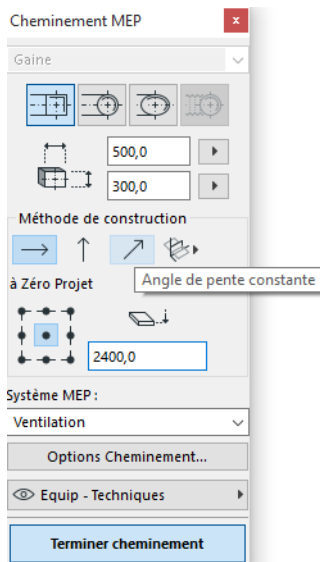 Cheminement MEP
x
Gaine
500,0
300,0
Méthode de construction
à Zéro Projet
Angle de pente constante
2400,0
Système MEP :
Ventilation
Options Cheminement...
Equip - Techniques
Terminer cheminement